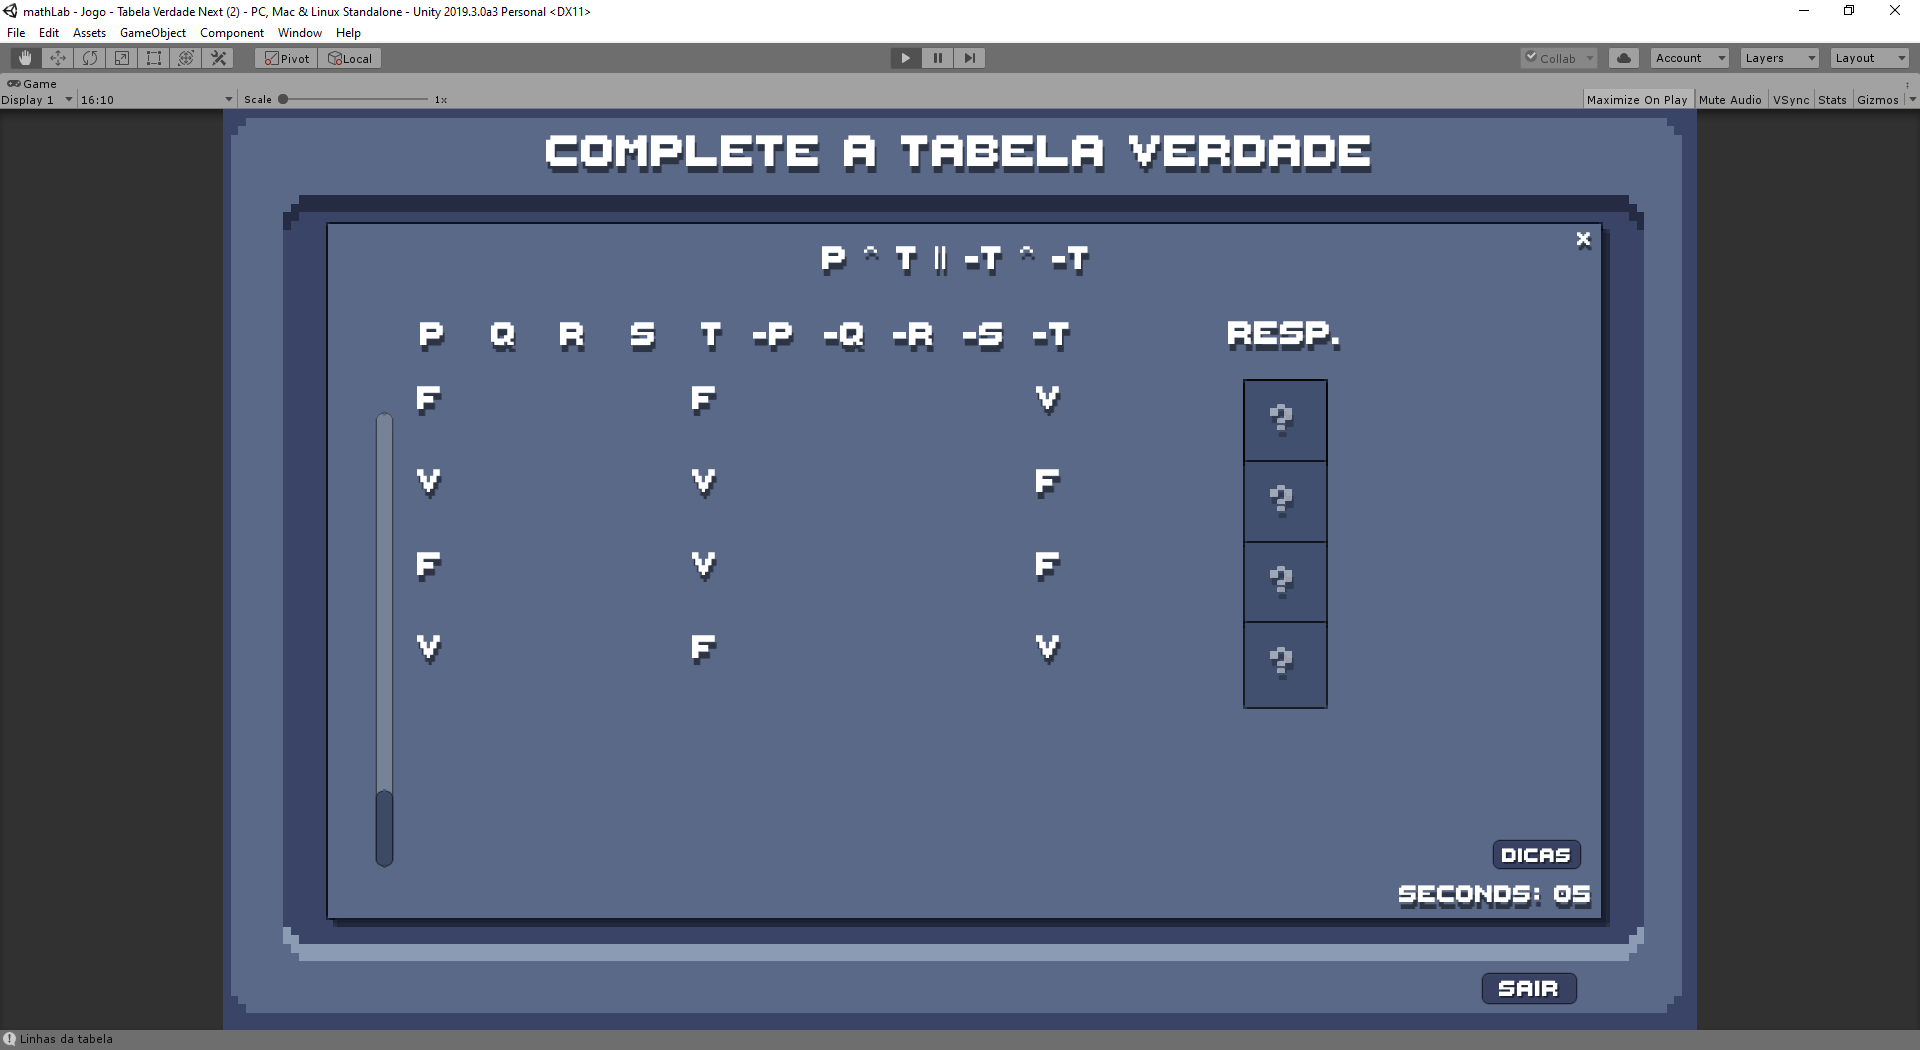 mathLab - Jogo - Tabela Verdade Next (2) - PC, Mac & Linux Standalone - Unity 2019.3.0a3 Personal <DX11>
File Edit Assets GameObject Component Window Help
Pivot Local Collab Account Layers Layout
Game
Display 1 16:10 Scale 1x Maximize On Play Mute Audio VSync Stats Gizmos
COMPLETE A TABELA VERDADE
x
P ^ T || -T ^ -T
P Q R S T -P -Q -R -S -T RESP.
F F V ?
V V F ?
F V F ?
V F V ?
DICAS
SECONDS: 05
SAIR
Linhas da tabela